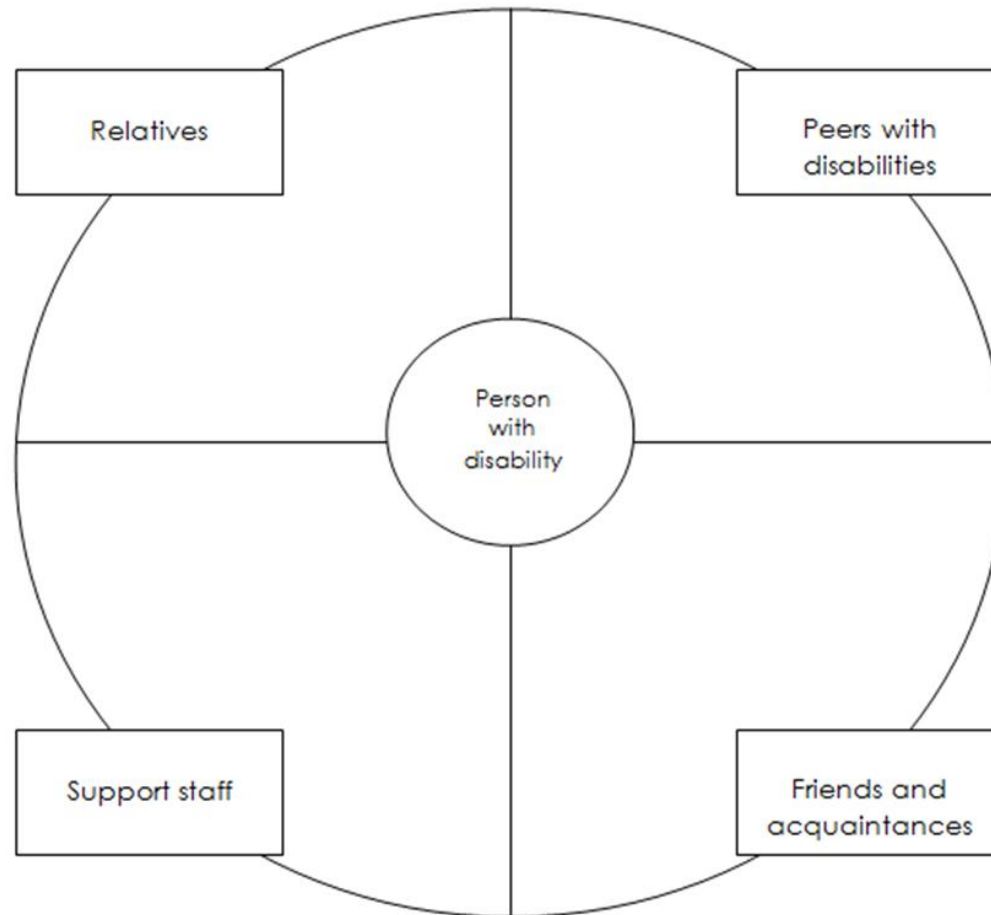 Relatives
Peers with
disabilities
Person
with
disability
Support staff
Friends and
acquaintances